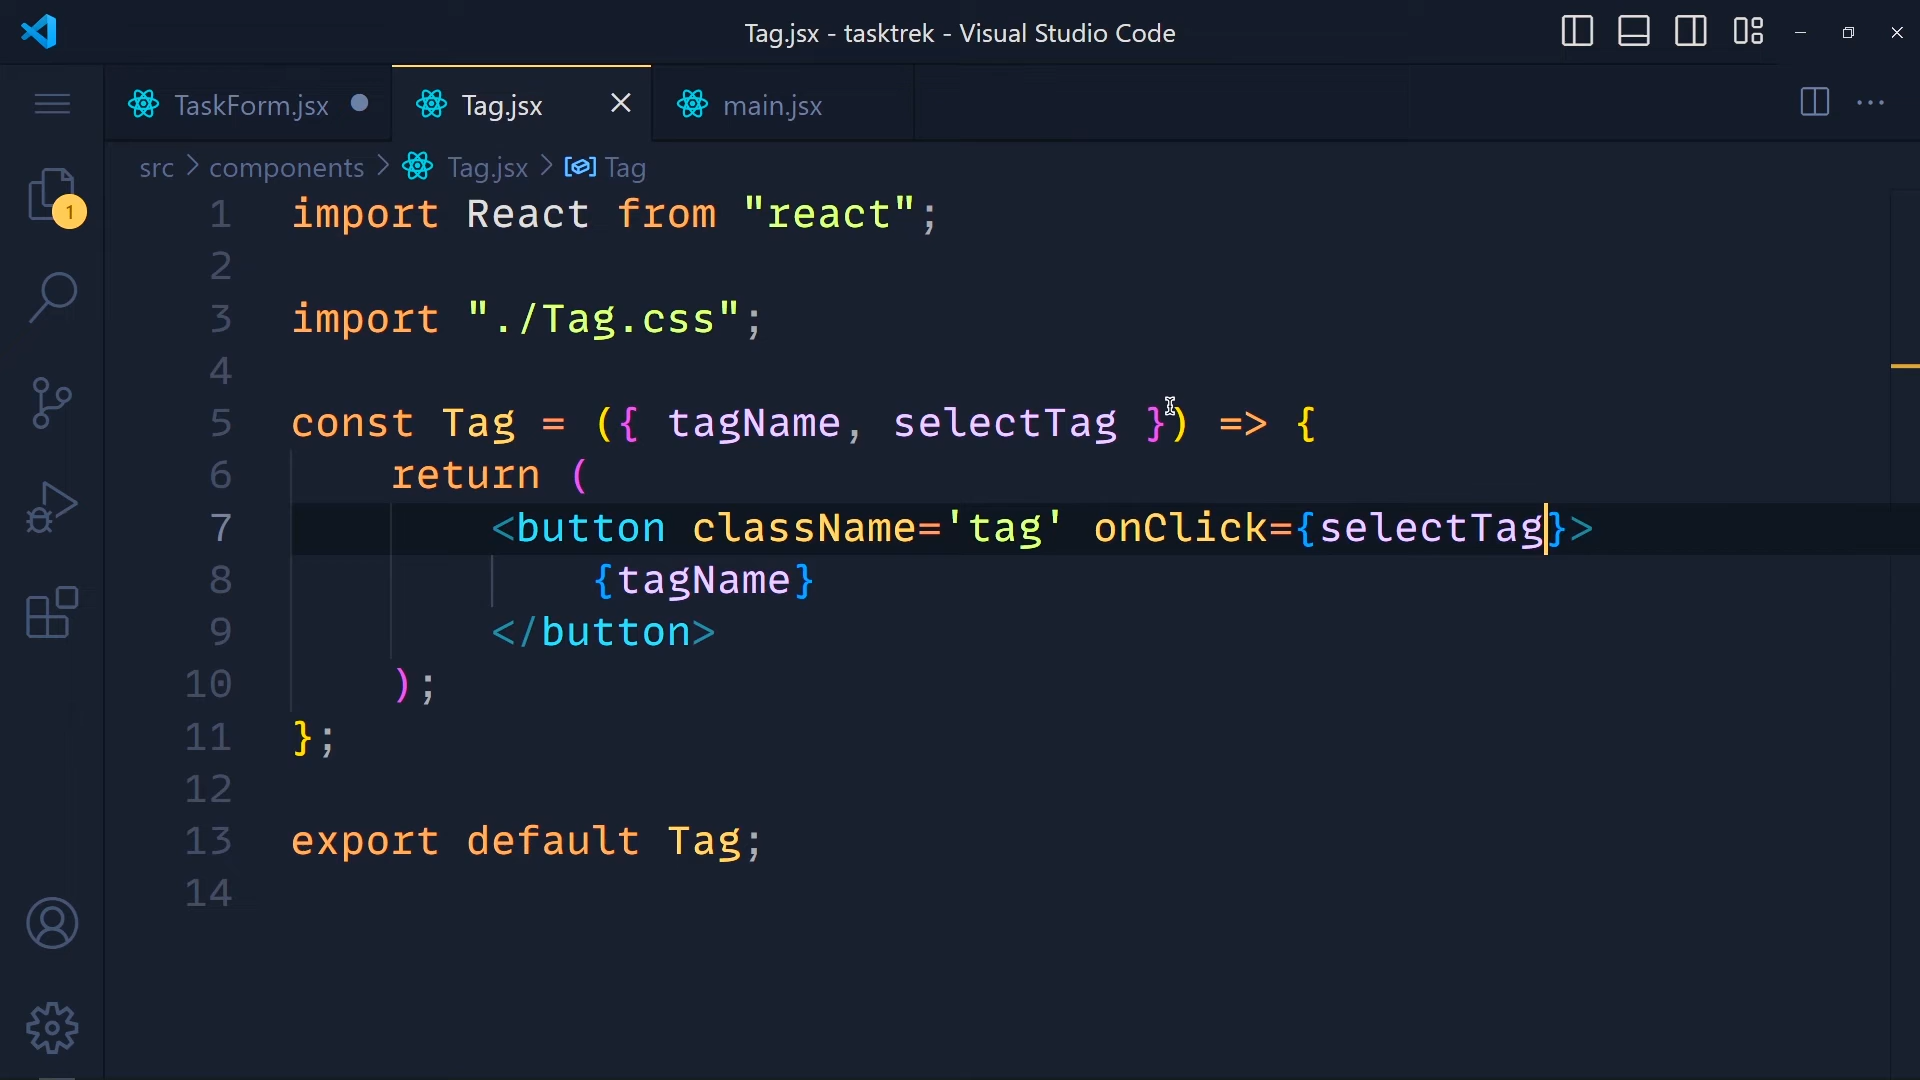 Tag.jsx - tasktrek - Visual Studio Code
TaskForm.jsx
Tag.jsx
main.jsx
src > components > Tag.jsx > Tag
1
1 import React from "react";
2
3 import "./Tag.css";
4
5 const Tag = ({ tagName, selectTag }) => {
6 return (
7 <button className='tag' onClick={selectTag}>
8 {tagName}
9 </button>
10 );
11 };
12
13 export default Tag;
14